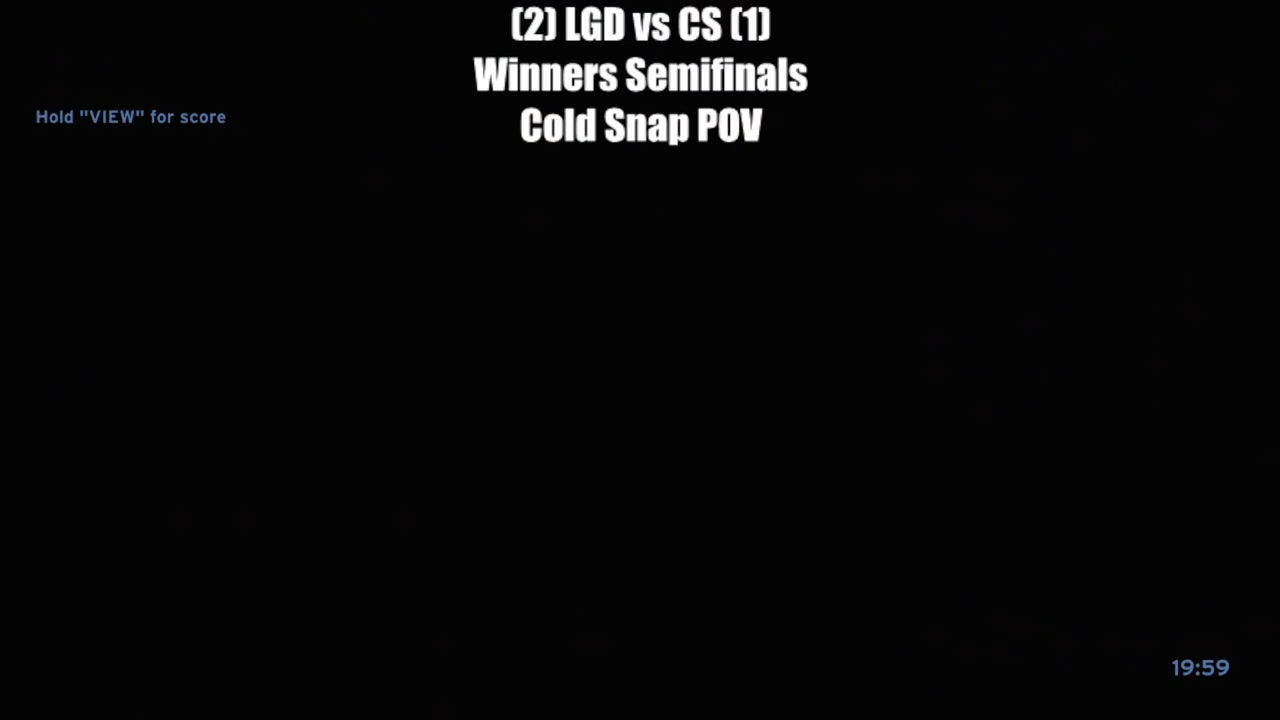 (2) LGD vs CS (1)
Winners Semifinals
Cold Snap POV
Hold "VIEW" for score
19:59